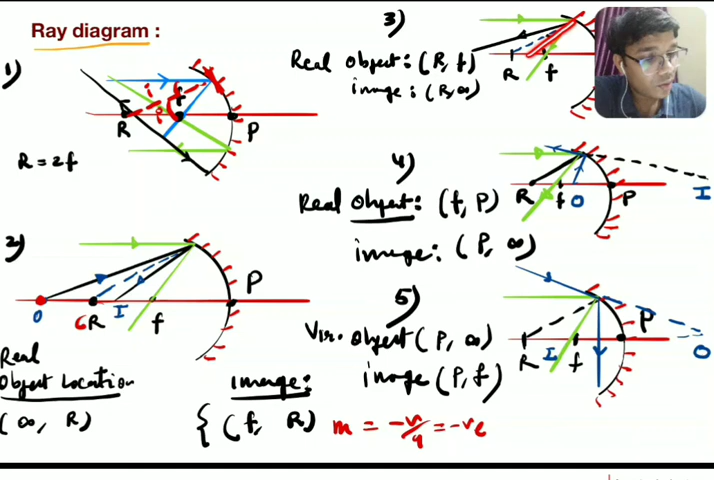 Ray diagram :
1)
i
i
f
R
P
R = 2f
2)
O
C R
I
f
P
Real
Object Location
(∞, R)
image:
{ (f, R)
m = -v/u = -ve
3)
Real Object: (R, f)
image: (R, ∞)
R
f
4)
Real Object: (f, P)
image: (P, ∞)
R
f
O
P
I
5)
Vir. object (P, ∞)
image (P, f)
R
I
f
P
O